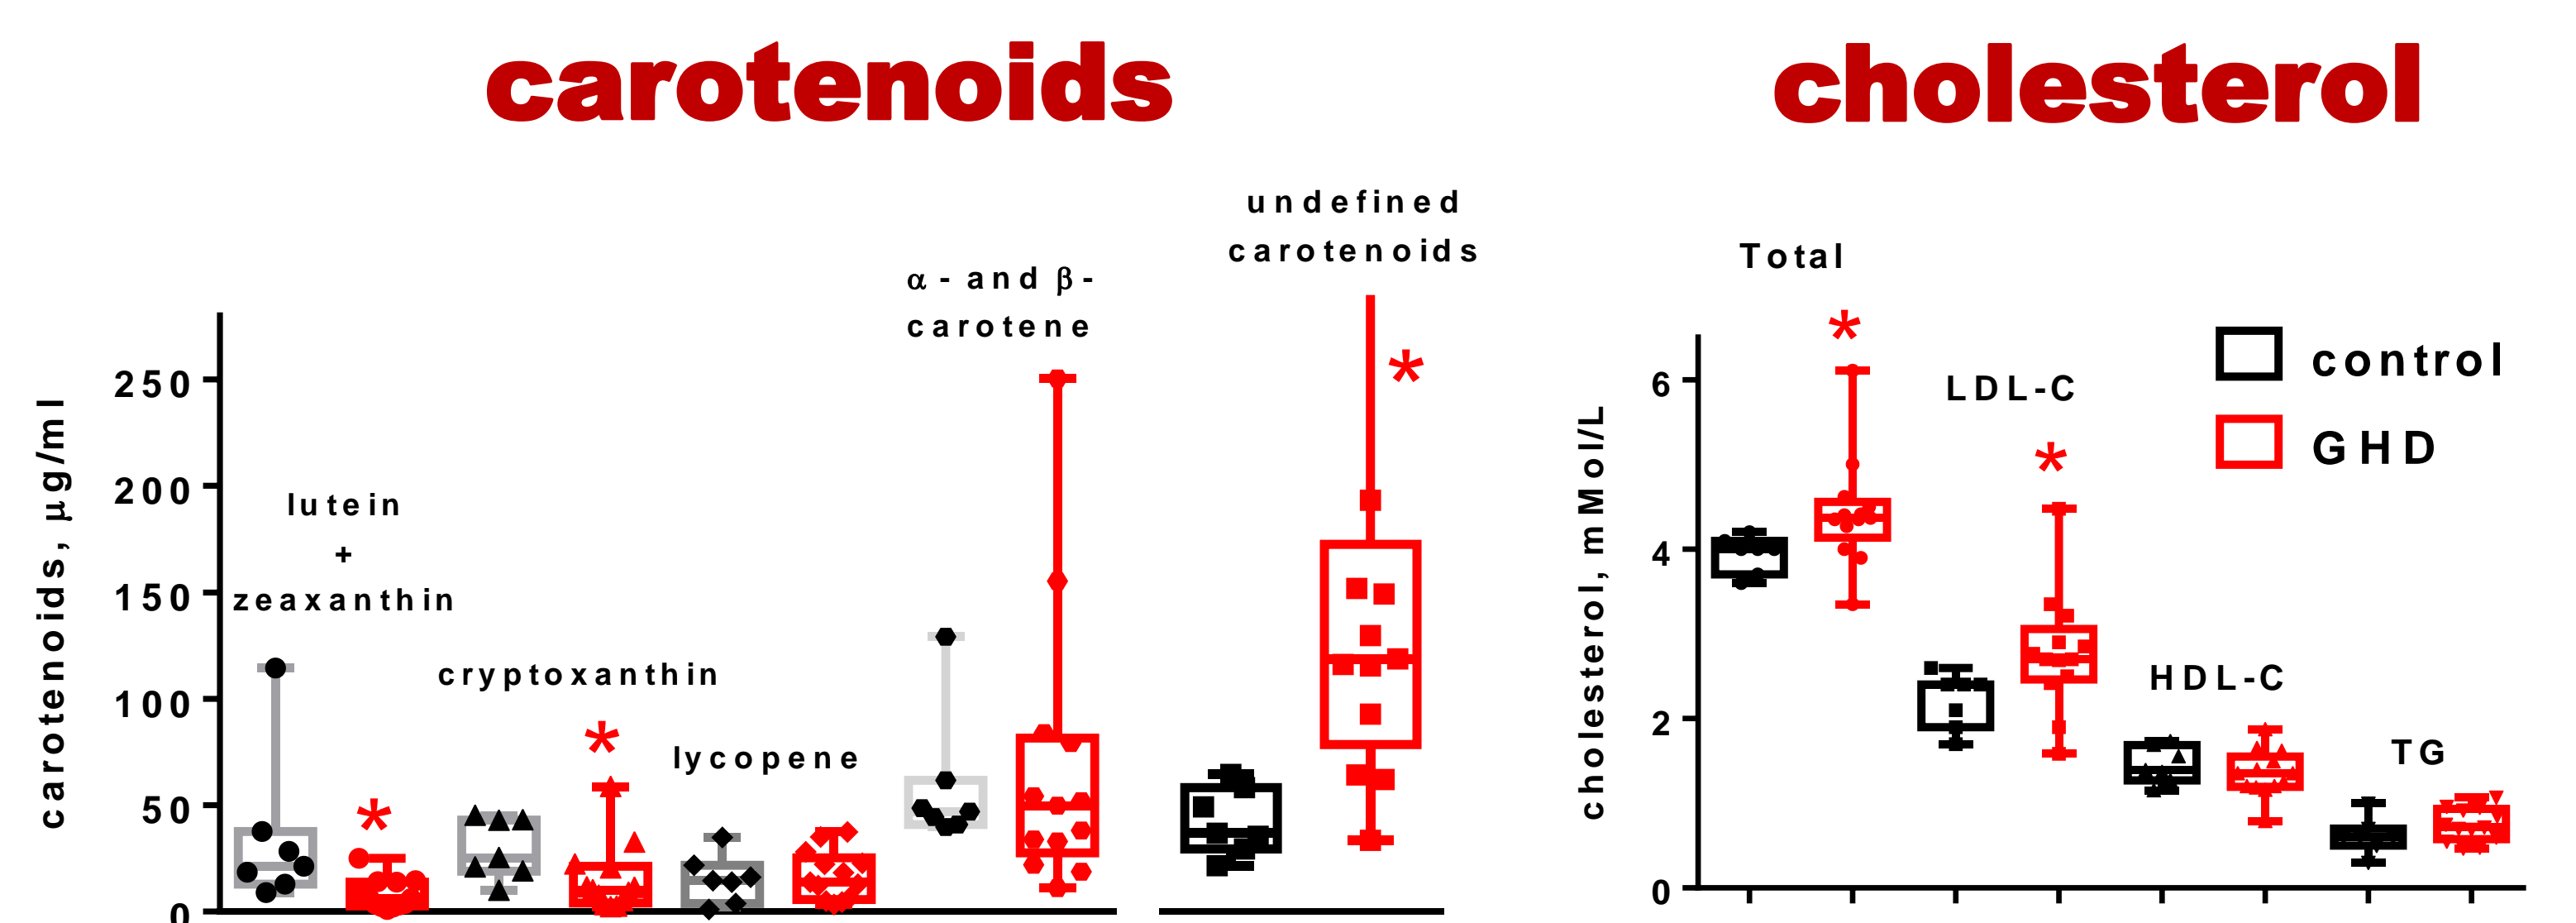 carotenoids
cholesterol
undefined
carotenoids
α- and β-
carotene
lutein
+
zeaxanthin
cryptoxanthin
*
*
lycopene
*
carotenoids, µg/ml
250
200
150
100
50
0
Total
*
LDL-C
*
HDL-C
TG
control
GHD
cholesterol, mMol/L
6
4
2
0